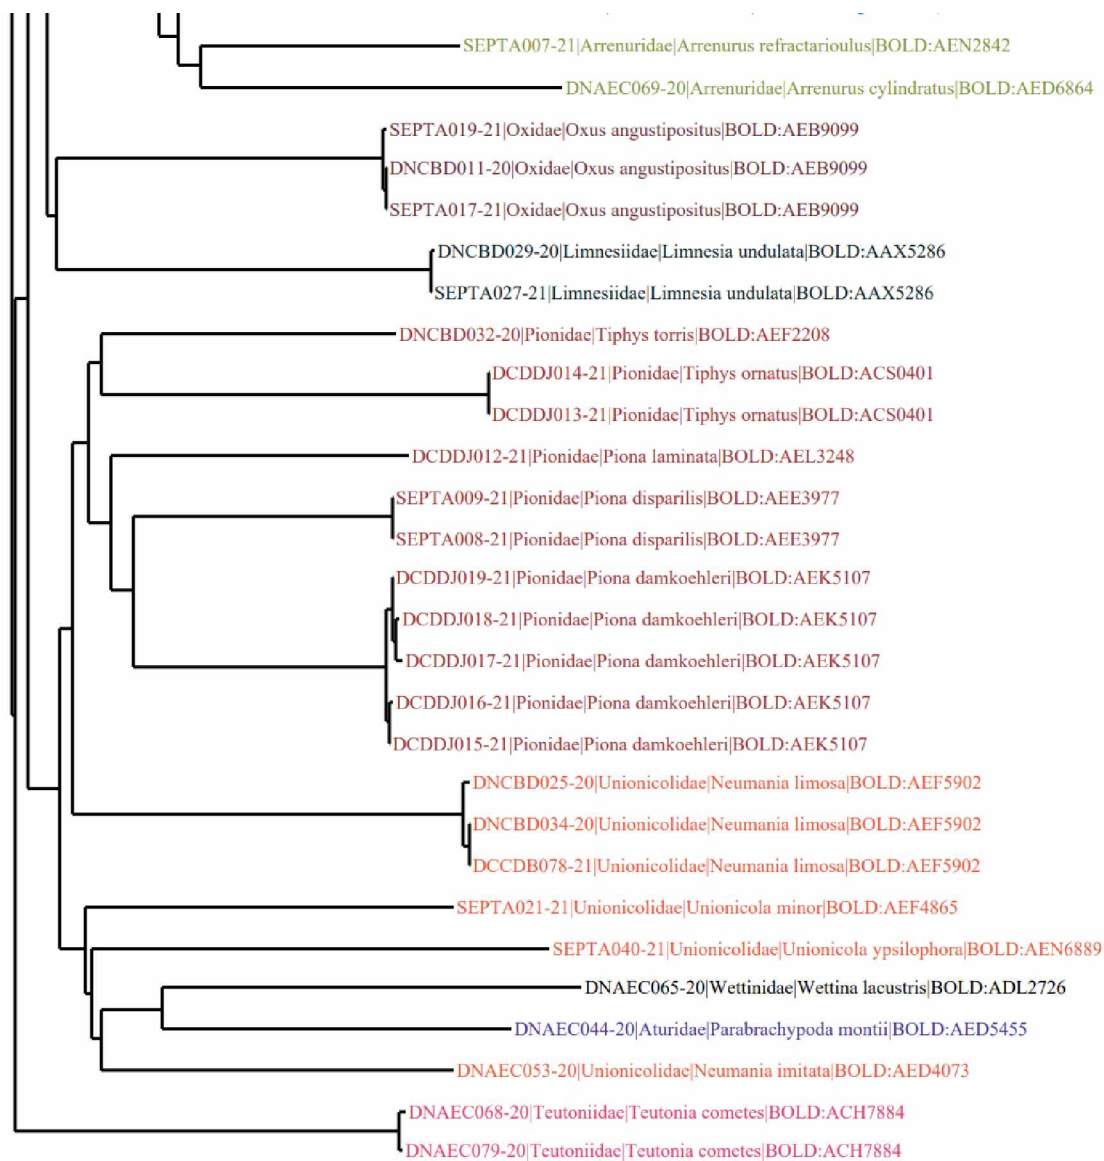 SEPTA007-21|Arrenuridae|Arrenurus refractarioulus|BOLD:AEN2842
DNAEC069-20|Arrenuridae|Arrenurus cylindratus|BOLD:AED6864
SEPTA019-21|Oxidae|Oxus angustipositus|BOLD:AEB9099
DNCBD011-20|Oxidae|Oxus angustipositus|BOLD:AEB9099
SEPTA017-21|Oxidae|Oxus angustipositus|BOLD:AEB9099
DNCBD029-20|Limnesiidae|Limnesia undulata|BOLD:AAX5286
SEPTA027-21|Limnesiidae|Limnesia undulata|BOLD:AAX5286
DNCBD032-20|Pionidae|Tiphys torris|BOLD:AEF2208
DCDDJ014-21|Pionidae|Tiphys ornatus|BOLD:ACS0401
DCDDJ013-21|Pionidae|Tiphys ornatus|BOLD:ACS0401
DCDDJ012-21|Pionidae|Piona laminata|BOLD:AEL3248
SEPTA009-21|Pionidae|Piona disparilis|BOLD:AEE3977
SEPTA008-21|Pionidae|Piona disparilis|BOLD:AEE3977
DCDDJ019-21|Pionidae|Piona damkoehleri|BOLD:AEK5107
DCDDJ018-21|Pionidae|Piona damkoehleri|BOLD:AEK5107
DCDDJ017-21|Pionidae|Piona damkoehleri|BOLD:AEK5107
DCDDJ016-21|Pionidae|Piona damkoehleri|BOLD:AEK5107
DCDDJ015-21|Pionidae|Piona damkoehleri|BOLD:AEK5107
DNCBD025-20|Unionicolidae|Neumania limosa|BOLD:AEF5902
DNCBD034-20|Unionicolidae|Neumania limosa|BOLD:AEF5902
DCCDB078-21|Unionicolidae|Neumania limosa|BOLD:AEF5902
SEPTA021-21|Unionicolidae|Unionicola minor|BOLD:AEF4865
SEPTA040-21|Unionicolidae|Unionicola ypsilophora|BOLD:AEN6889
DNAEC065-20|Wettinidae|Wettina lacustris|BOLD:ADL2726
DNAEC044-20|Aturidae|Parabrachypoda montii|BOLD:AED5455
DNAEC053-20|Unionicolidae|Neumania imitata|BOLD:AED4073
DNAEC068-20|Teutoniidae|Teutonia cometes|BOLD:ACH7884
DNAEC079-20|Teutoniidae|Teutonia cometes|BOLD:ACH7884